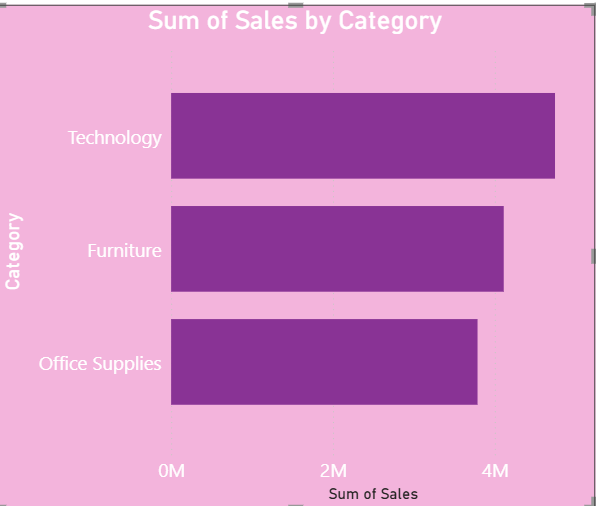 Sum of Sales by Category
Technology
Furniture
Office Supplies
Category
0M 2M 4M
Sum of Sales